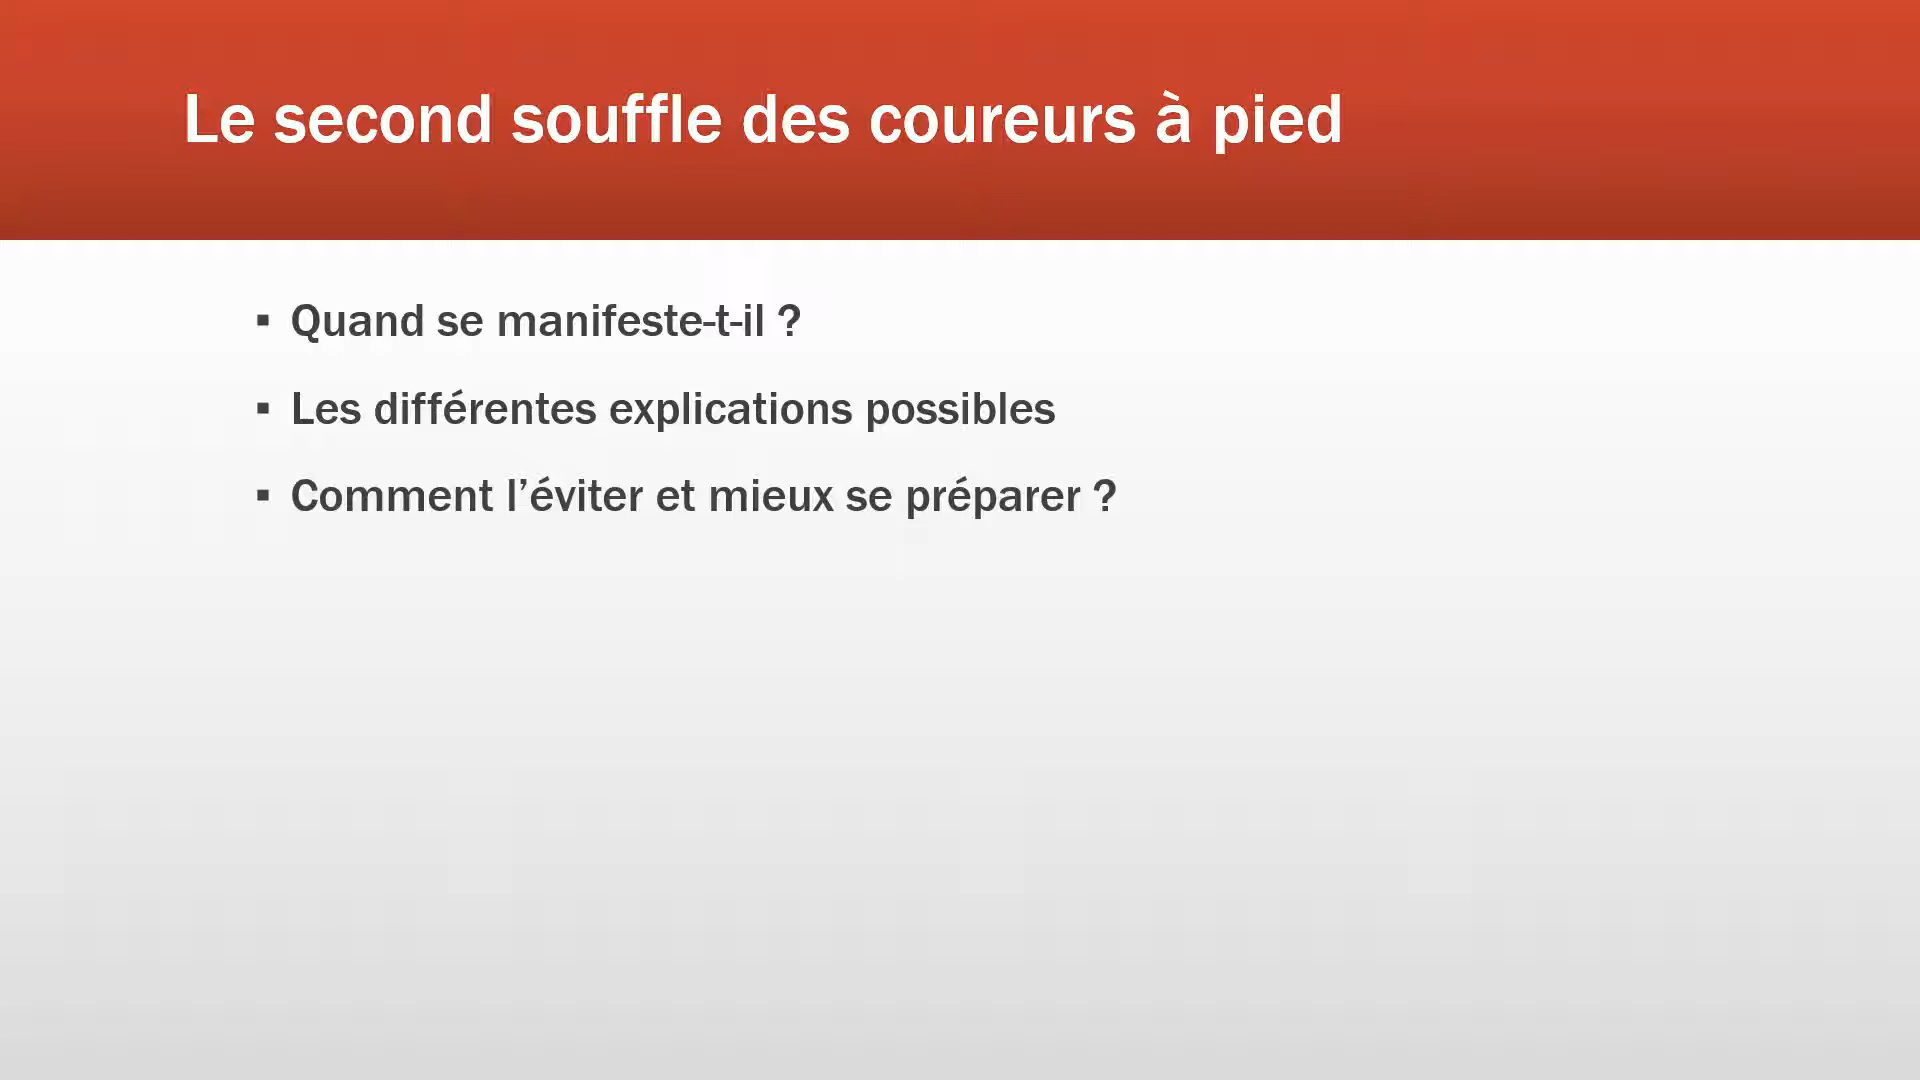 Le second souffle des coureurs à pied
▪ Quand se manifeste-t-il ?
▪ Les différentes explications possibles
▪ Comment l’éviter et mieux se préparer ?